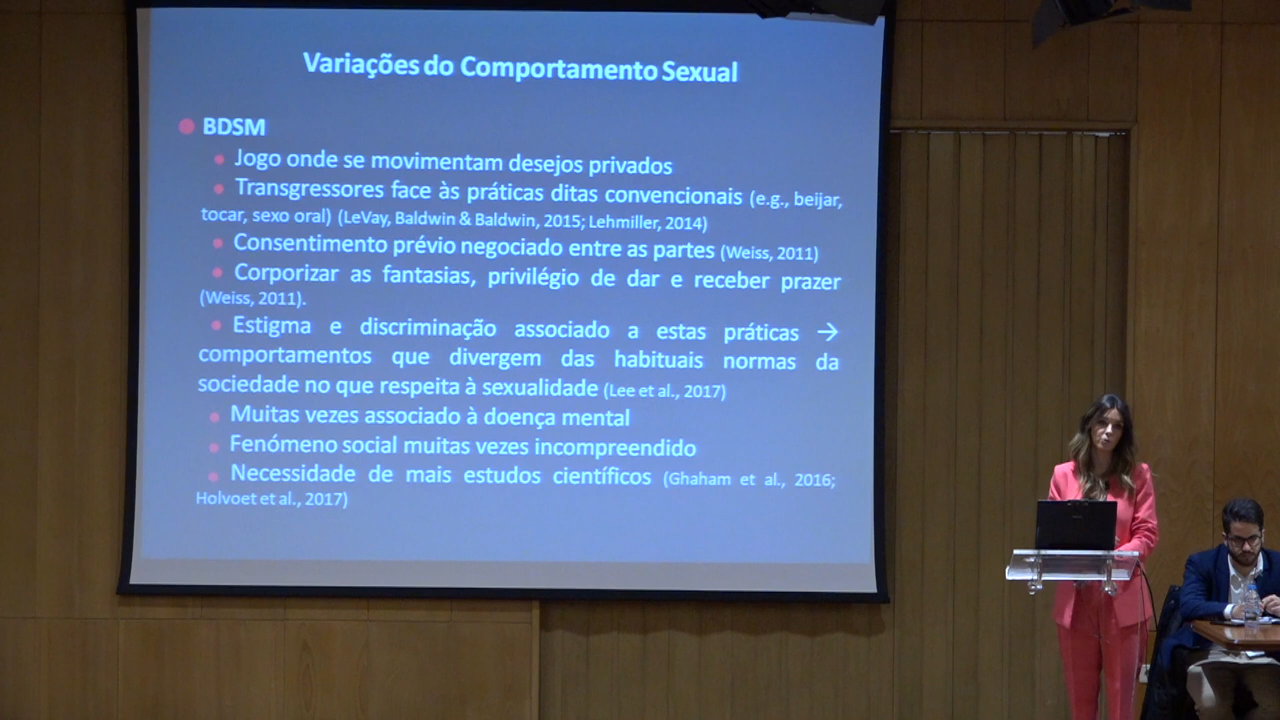 Variações do Comportamento Sexual
BDSM
Jogo onde se movimentam desejos privados
Transgressores face às práticas ditas convencionais (e.g., beijar,
tocar, sexo oral) (LeVay, Baldwin & Baldwin, 2015; Lehmiller, 2014)
Consentimento prévio negociado entre as partes (Weiss, 2011)
Corporizar as fantasias, privilégio de dar e receber prazer
(Weiss, 2011).
Estigma e discriminação associado a estas práticas →
comportamentos que divergem das habituais normas da
sociedade no que respeita à sexualidade (Lee et al., 2017)
Muitas vezes associado à doença mental
Fenómeno social muitas vezes incompreendido
Necessidade de mais estudos científicos (Ghaham et al., 2016;
Holvoet et al., 2017)